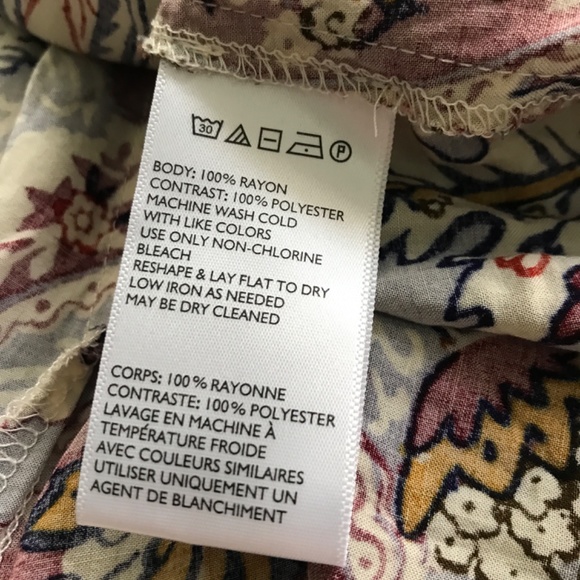 30 P
BODY: 100% RAYON
CONTRAST: 100% POLYESTER
MACHINE WASH COLD
WITH LIKE COLORS
USE ONLY NON-CHLORINE
BLEACH
RESHAPE & LAY FLAT TO DRY
LOW IRON AS NEEDED
MAY BE DRY CLEANED
CORPS: 100% RAYONNE
CONTRASTE: 100% POLYESTER
LAVAGE EN MACHINE À
TEMPÉRATURE FROIDE
AVEC COULEURS SIMILAIRES
UTILISER UNIQUEMENT UN
AGENT DE BLANCHIMENT